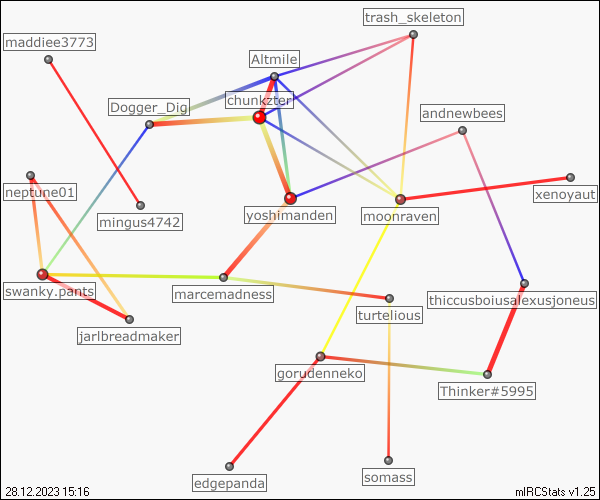 trash_skeleton
maddiee3773
Altmile
chunkzter
Dogger_Dig
andnewbees
neptune01
xenoyaut
mingus4742
yoshimanden
moonraven
swanky.pants
marcemadness
thiccusboiusalexusjoneus
turtelious
jarlbreadmaker
gorudenneko
Thinker#5995
edgepanda
somass
28.12.2023 15:16
mIRCStats v1.25